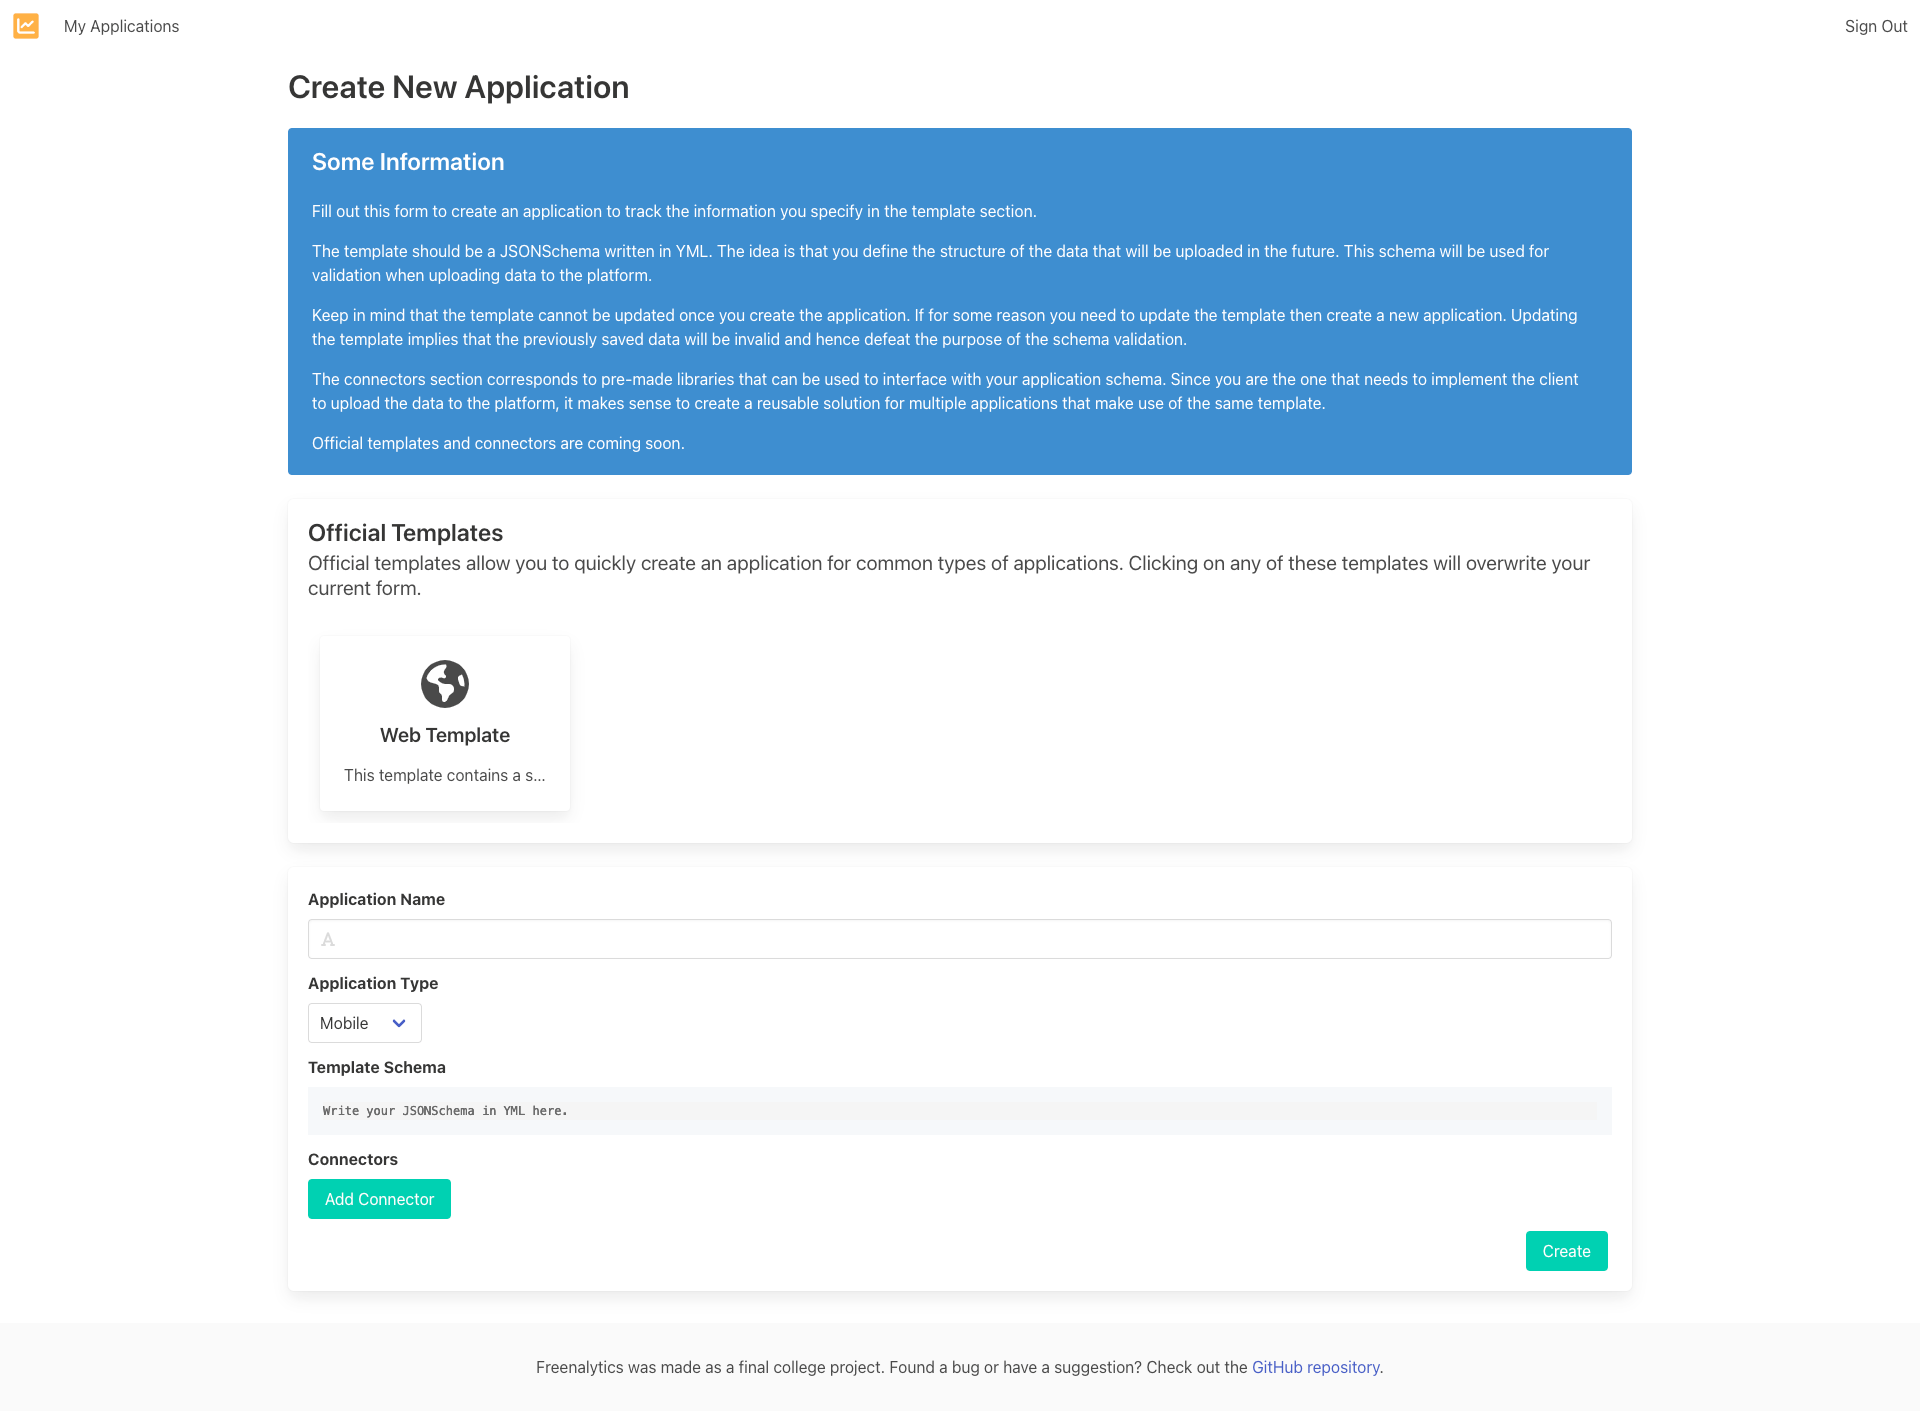 My Applications
Sign Out
Create New Application
Some Information
Fill out this form to create an application to track the information you specify in the template section.
The template should be a JSONSchema written in YML. The idea is that you define the structure of the data that will be uploaded in the future. This schema will be used for
validation when uploading data to the platform.
Keep in mind that the template cannot be updated once you create the application. If for some reason you need to update the template then create a new application. Updating
the template implies that the previously saved data will be invalid and hence defeat the purpose of the schema validation.
The connectors section corresponds to pre-made libraries that can be used to interface with your application schema. Since you are the one that needs to implement the client
to upload the data to the platform, it makes sense to create a reusable solution for multiple applications that make use of the same template.
Official templates and connectors are coming soon.
Official Templates
Official templates allow you to quickly create an application for common types of applications. Clicking on any of these templates will overwrite your
current form.
Web Template
This template contains a s...
Application Name
Application Type
Mobile
Template Schema
Write your JSONSchema in YML here.
Connectors
Add Connector
Create
Freenalytics was made as a final college project. Found a bug or have a suggestion? Check out the GitHub repository.